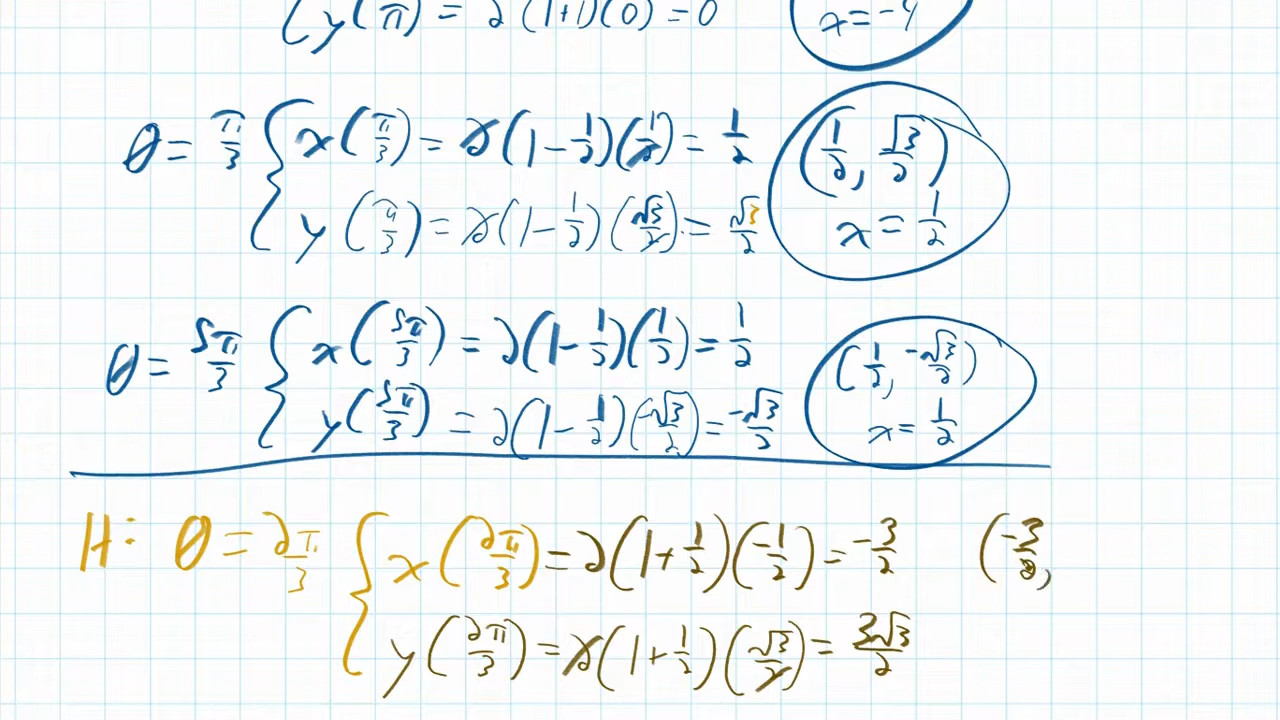 y(π) = 2(1+1)(0) = 0
x = -4
θ = π/3 { x(π/3) = 2(1 - 1/2)(1/2) = 1/2
y(π/3) = 2(1 - 1/2)(√3/2) = √3/2
(1/2, √3/2)
x = 1/2
θ = 5π/3 { x(5π/3) = 2(1 - 1/2)(1/2) = 1/2
y(5π/3) = 2(1 - 1/2)(-√3/2) = -√3/2
(1/2, -√3/2)
x = 1/2
H: θ = 2π/3 { x(2π/3) = 2(1 + 1/2)(-1/2) = -3/2 (-3/2,
y(2π/3) = 2(1 + 1/2)(√3/2) = 3√3/2